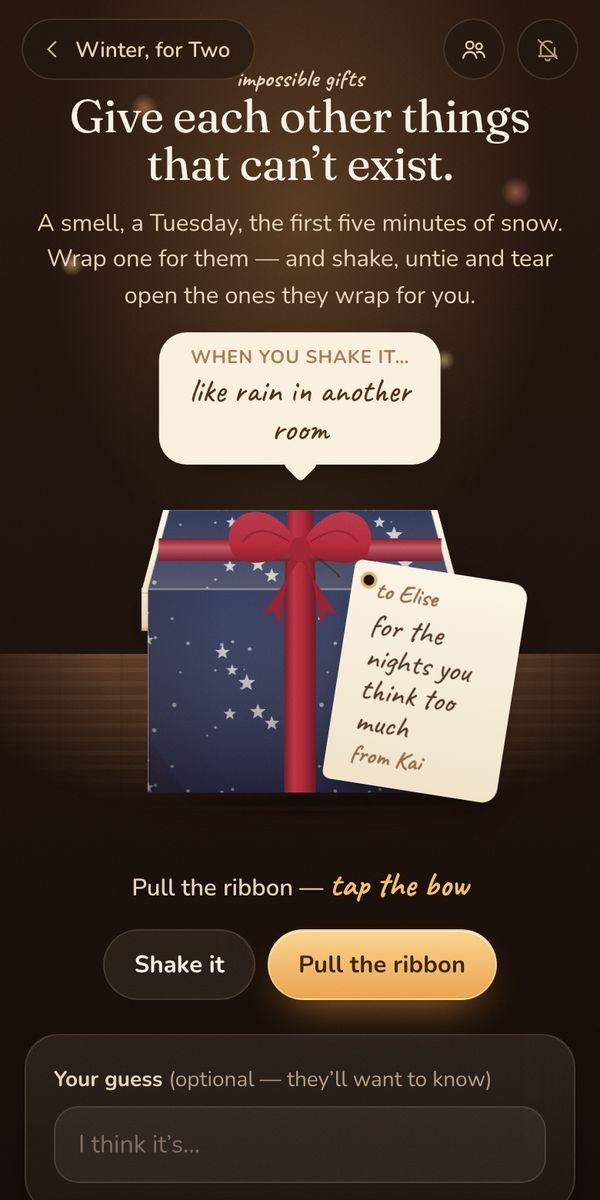 Winter, for Two
impossible gifts
Give each other things
that can’t exist.
A smell, a Tuesday, the first five minutes of snow.
Wrap one for them — and shake, untie and tear
open the ones they wrap for you.
WHEN YOU SHAKE IT...
like rain in another
room
to Elise
for the
nights you
think too
much
from Kai
Pull the ribbon — tap the bow
Shake it
Pull the ribbon
Your guess (optional — they’ll want to know)
I think it’s...